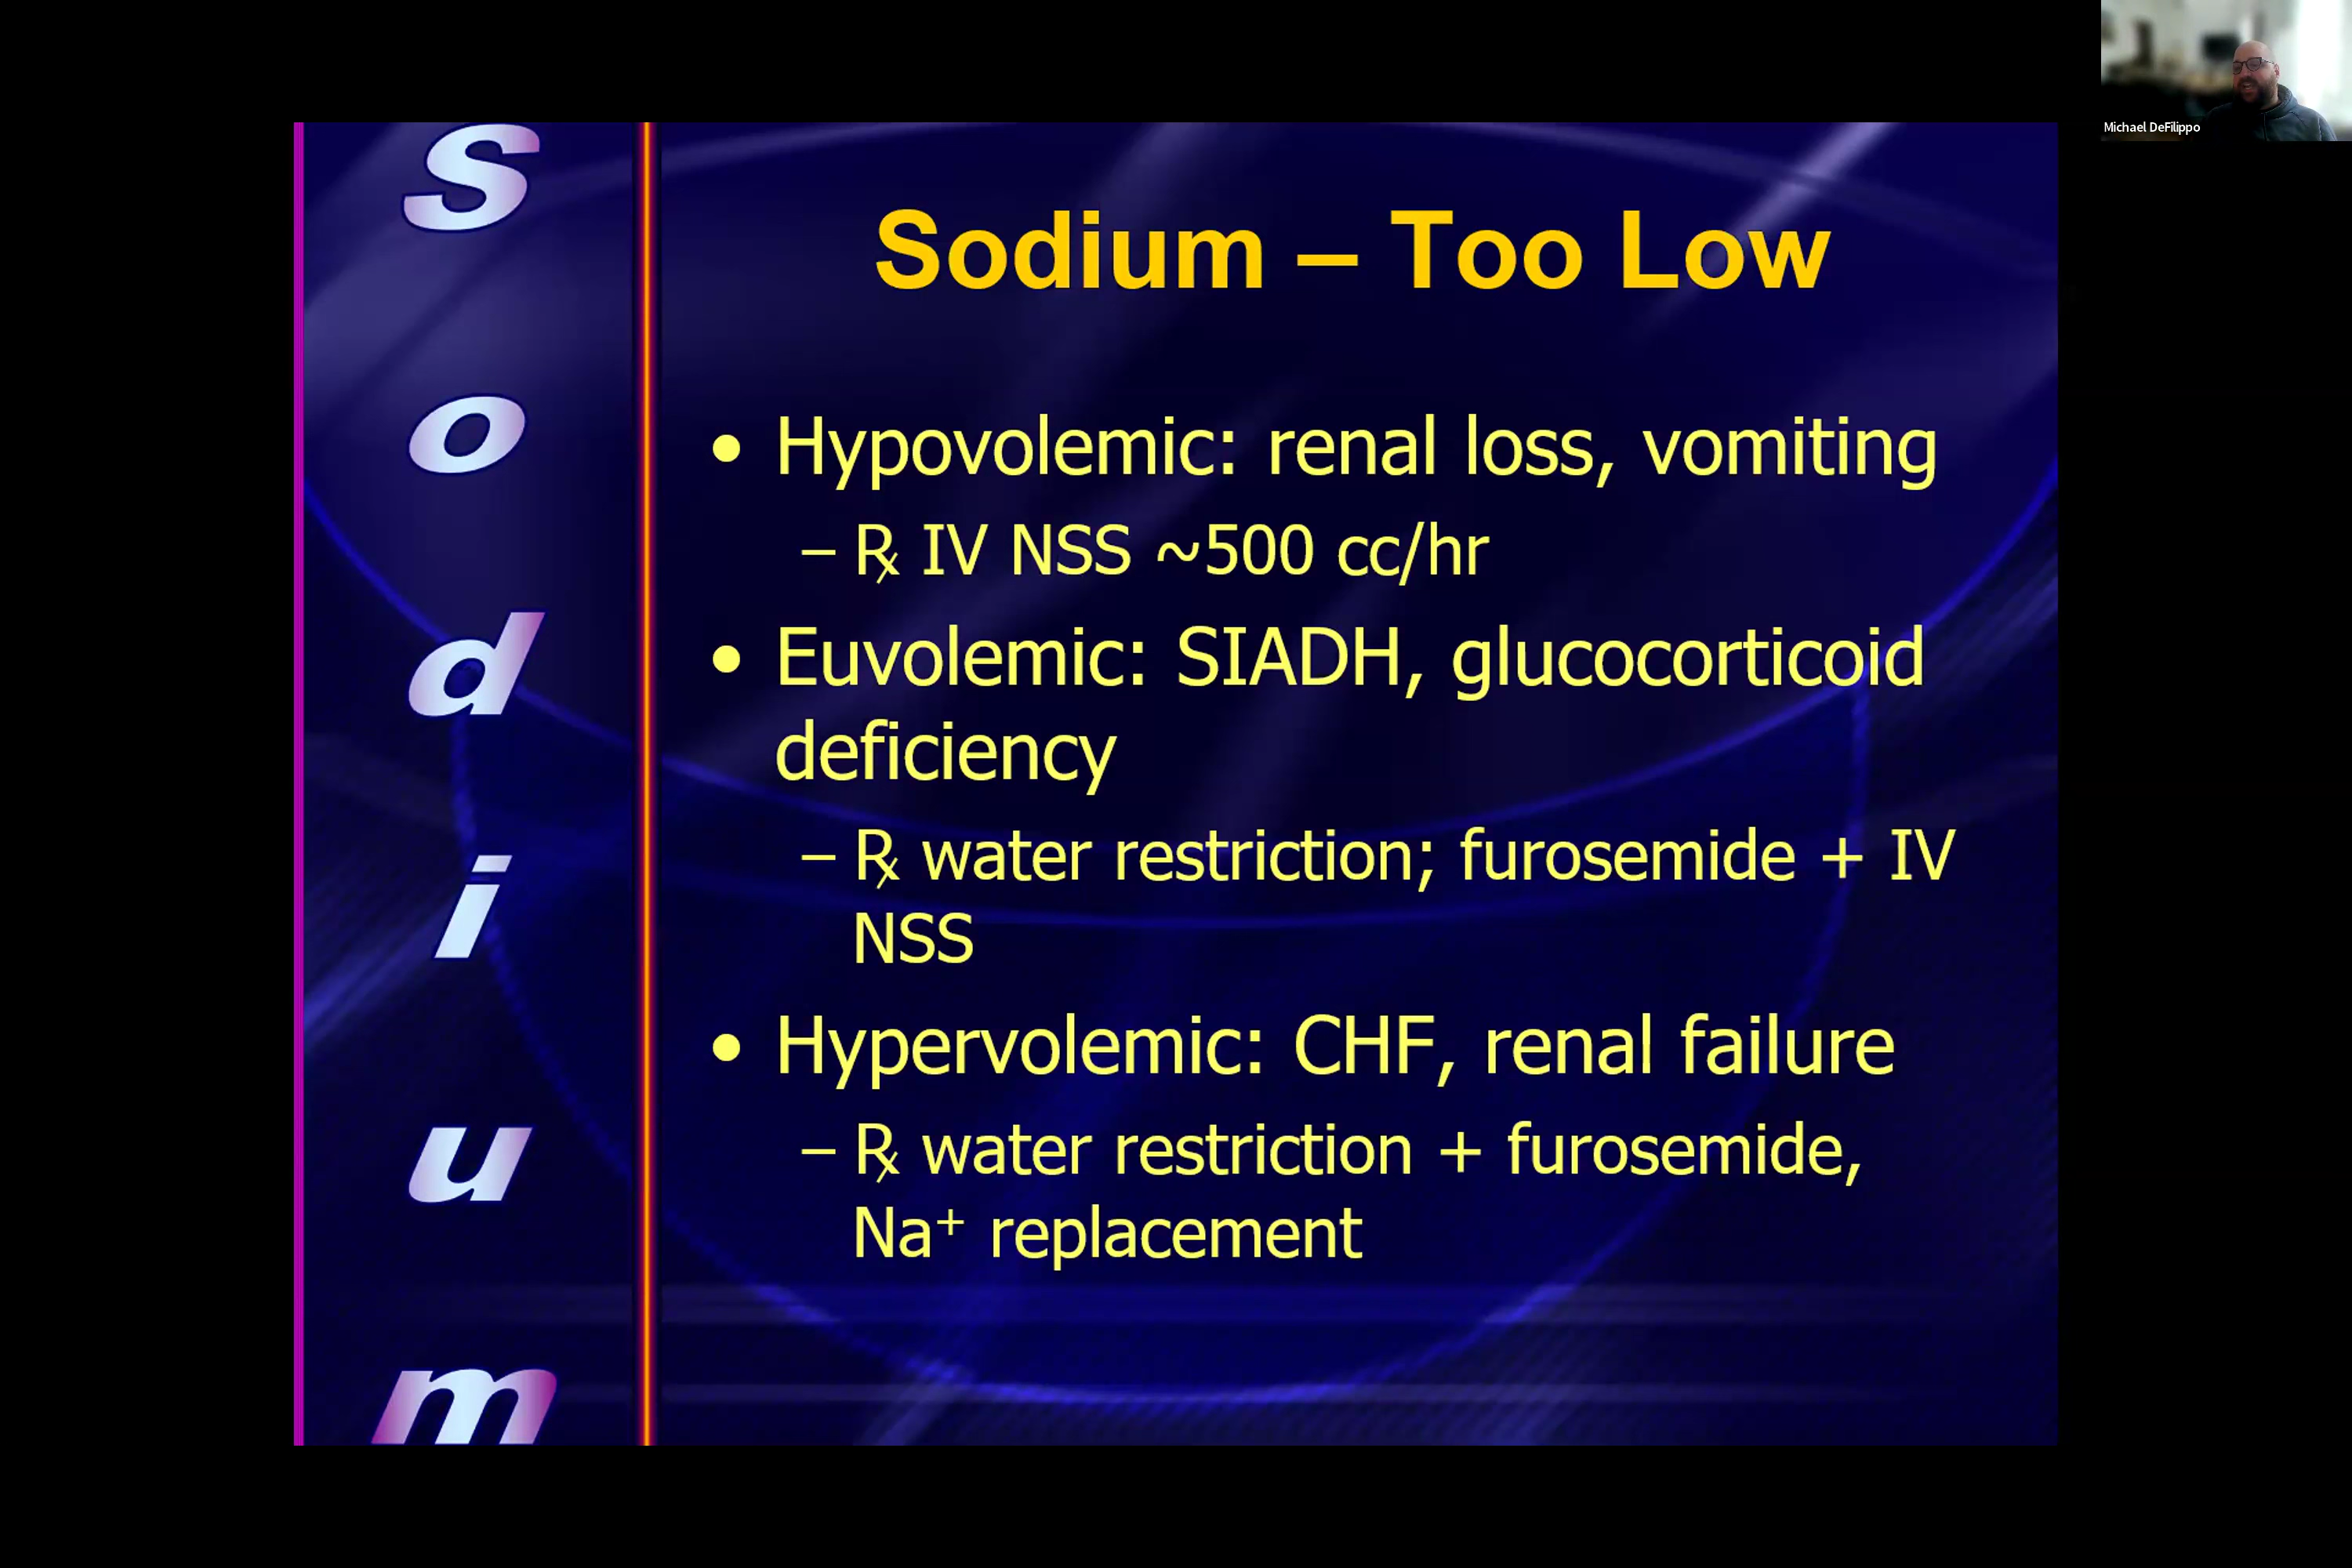 Michael DeFilippo
S
o
d
i
u
m
Sodium – Too Low
• Hypovolemic: renal loss, vomiting
– ℞ IV NSS ~500 cc/hr
• Euvolemic: SIADH, glucocorticoid
deficiency
– ℞ water restriction; furosemide + IV
NSS
• Hypervolemic: CHF, renal failure
– ℞ water restriction + furosemide,
Na⁺ replacement